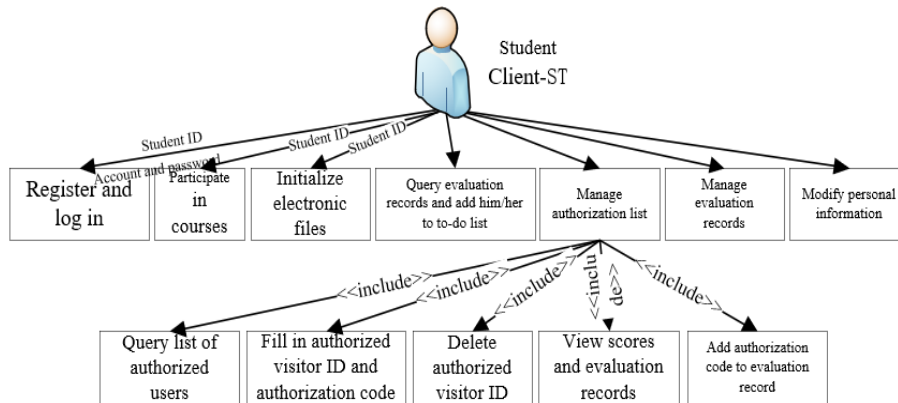 Student
Client-ST
Student ID
Account and password
Student ID
Student ID
Register and
log in
Participate
in
courses
Initialize
electronic
files
Query evaluation
records and add him/her
to to-do list
Manage
authorization list
Manage
evaluation
records
Modify personal
information
<<include>>
<<include>>
<<include>>
<<inclu
de>>
<<include>>
Query list of
authorized
users
Fill in authorized
visitor ID and
authorization code
Delete
authorized
visitor ID
View scores
and evaluation
records
Add authorization
code to evaluation
record